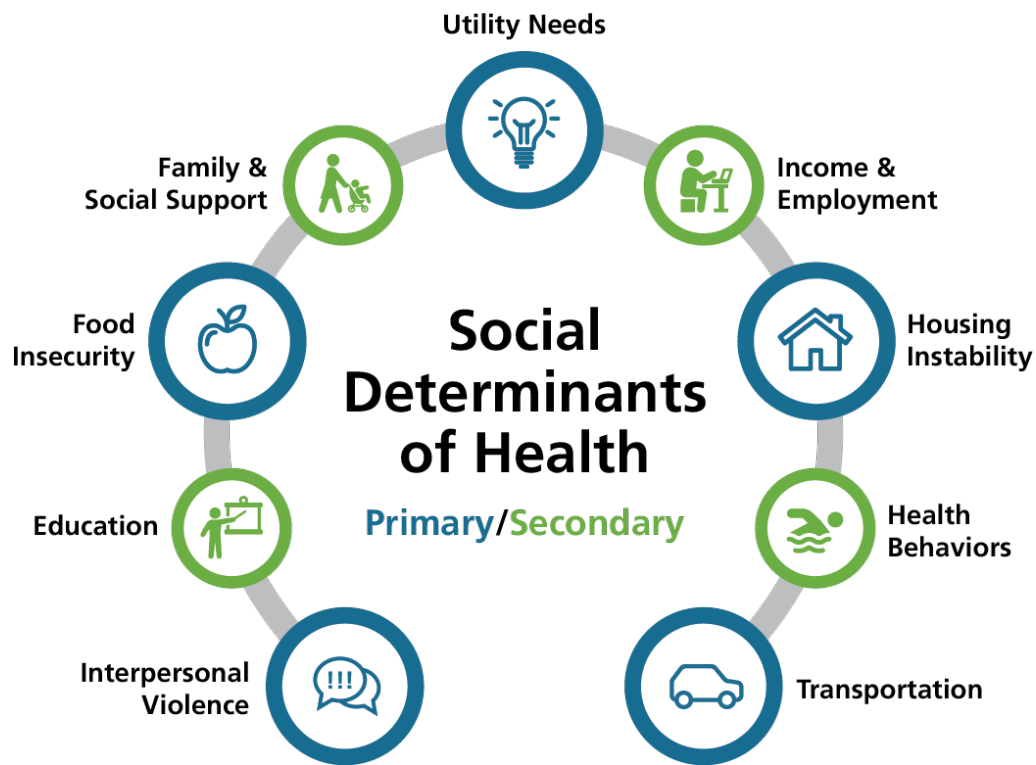 Utility Needs
Family &
Social Support
Income &
Employment
Food
Insecurity
Social
Determinants
of Health
Primary/Secondary
Housing
Instability
Education
Health
Behaviors
Interpersonal
Violence
!!!
Transportation